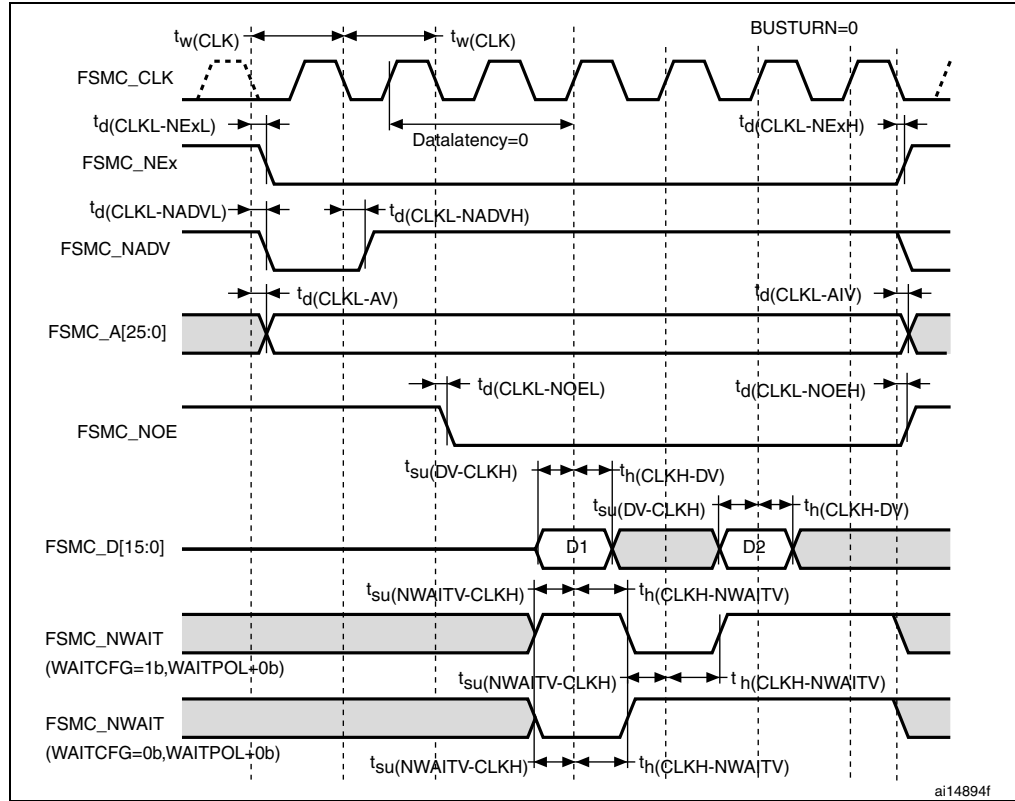 tw(CLK)
tw(CLK)
BUSTURN=0
FSMC_CLK
td(CLKL-NExL)
Datalatency=0
td(CLKL-NExH)
FSMC_NEx
td(CLKL-NADVL)
td(CLKL-NADVH)
FSMC_NADV
td(CLKL-AV)
td(CLKL-AIV)
FSMC_A[25:0]
td(CLKL-NOEL)
td(CLKL-NOEH)
FSMC_NOE
tsu(DV-CLKH)
th(CLKH-DV)
tsu(DV-CLKH)
th(CLKH-DV)
FSMC_D[15:0]
D1
D2
tsu(NWAITV-CLKH)
th(CLKH-NWAITV)
FSMC_NWAIT
(WAITCFG=1b,WAITPOL+0b)
tsu(NWAITV-CLKH)
t h(CLKH-NWAITV)
FSMC_NWAIT
(WAITCFG=0b,WAITPOL+0b)
tsu(NWAITV-CLKH)
th(CLKH-NWAITV)
ai14894f